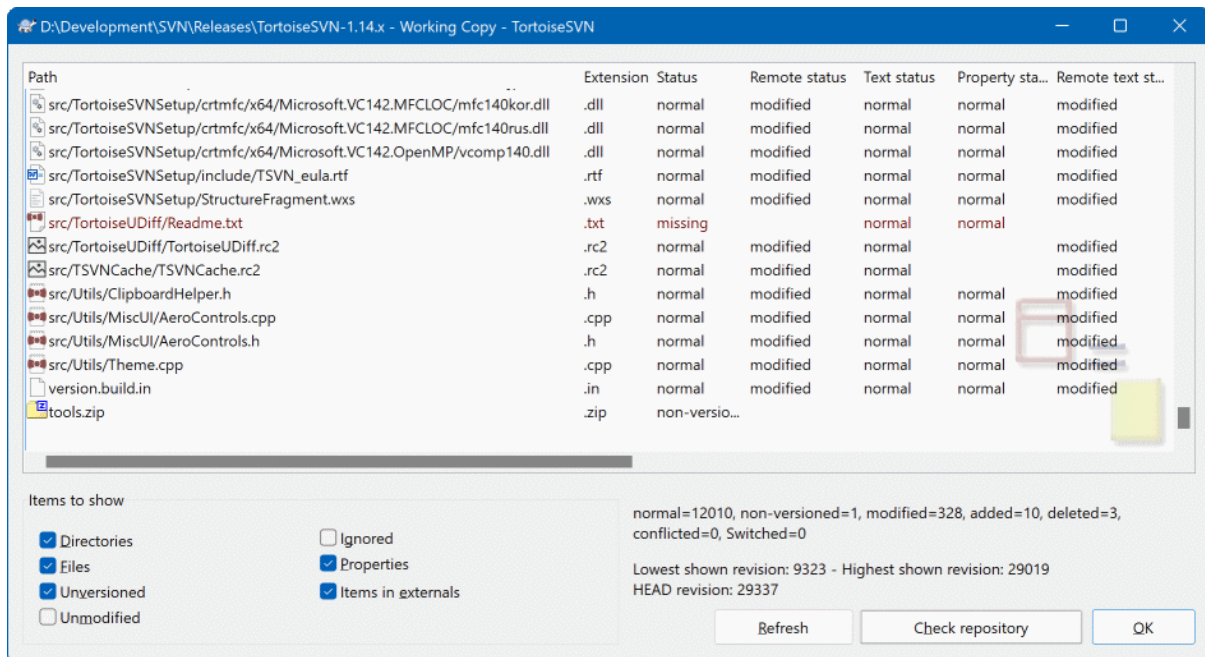 D:\Development\SVN\Releases\TortoiseSVN-1.14.x - Working Copy - TortoiseSVN
Path Extension Status Remote status Text status Property sta... Remote text st...
src/TortoiseSVNSetup/crtmfc/x64/Microsoft.VC142.MFCLOC/mfc140kor.dll .dll normal modified normal normal modified
src/TortoiseSVNSetup/crtmfc/x64/Microsoft.VC142.MFCLOC/mfc140rus.dll .dll normal modified normal normal modified
src/TortoiseSVNSetup/crtmfc/x64/Microsoft.VC142.OpenMP/vcomp140.dll .dll normal modified normal normal modified
src/TortoiseSVNSetup/include/TSVN_eula.rtf .rtf normal modified normal normal modified
src/TortoiseSVNSetup/StructureFragment.wxs .wxs normal modified normal normal modified
src/TortoiseUDiff/Readme.txt .txt missing normal normal
src/TortoiseUDiff/TortoiseUDiff.rc2 .rc2 normal modified normal modified
src/TSVNCache/TSVNCache.rc2 .rc2 normal modified normal modified
src/Utils/ClipboardHelper.h .h normal modified normal normal modified
src/Utils/MiscUI/AeroControls.cpp .cpp normal modified normal normal modified
src/Utils/MiscUI/AeroControls.h .h normal modified normal normal modified
src/Utils/Theme.cpp .cpp normal modified normal normal modified
version.build.in .in normal modified normal normal modified
tools.zip .zip non-versio...
Items to show
Directories
Files
Unversioned
Unmodified
Ignored
Properties
Items in externals
normal=12010, non-versioned=1, modified=328, added=10, deleted=3,
conflicted=0, Switched=0
Lowest shown revision: 9323 - Highest shown revision: 29019
HEAD revision: 29337
Refresh Check repository OK